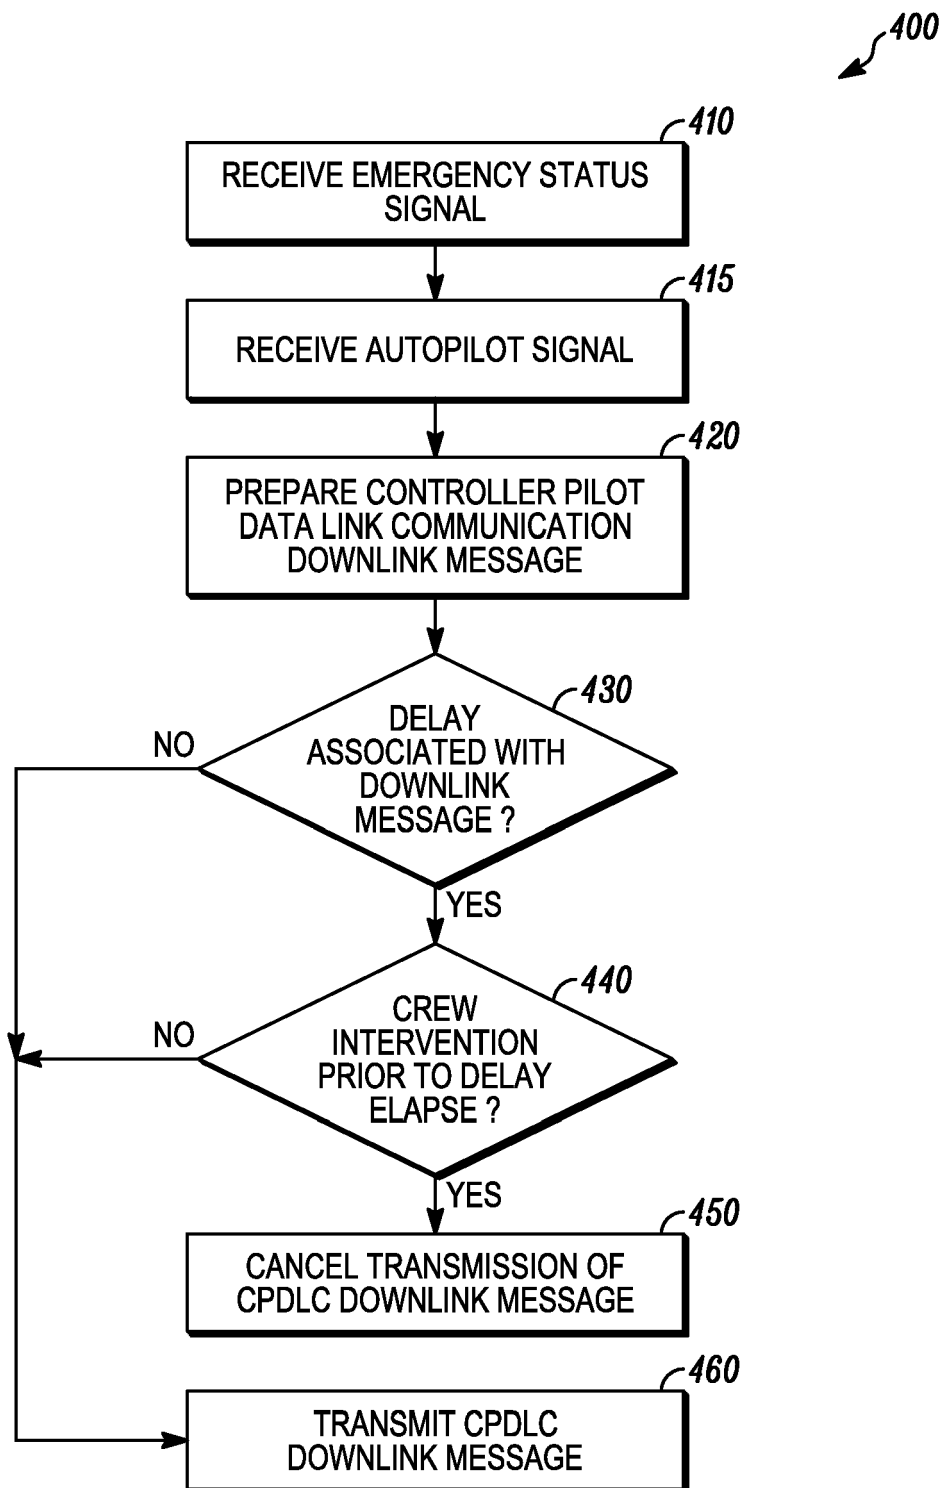 400
410
RECEIVE EMERGENCY STATUS
SIGNAL
415
RECEIVE AUTOPILOT SIGNAL
420
PREPARE CONTROLLER PILOT
DATA LINK COMMUNICATION
DOWNLINK MESSAGE
430
DELAY
ASSOCIATED WITH
DOWNLINK
MESSAGE ?
NO
YES
440
CREW
INTERVENTION
PRIOR TO DELAY
ELAPSE ?
NO
YES
450
CANCEL TRANSMISSION OF
CPDLC DOWNLINK MESSAGE
460
TRANSMIT CPDLC
DOWNLINK MESSAGE